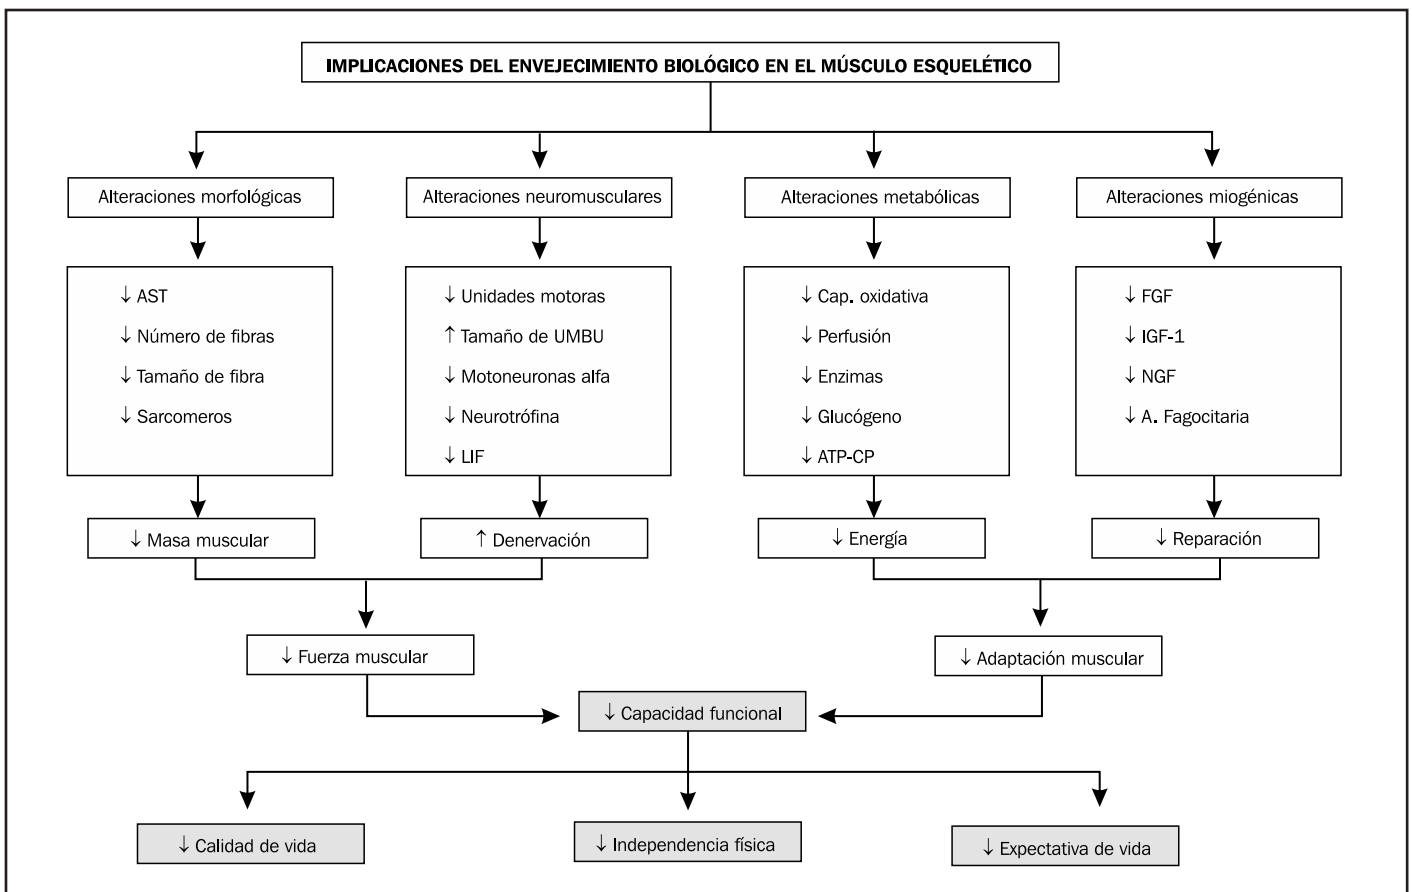 IMPLICACIONES DEL ENVEJECIMIENTO BIOLÓGICO EN EL MÚSCULO ESQUELÉTICO
Alteraciones morfológicas
Alteraciones neuromusculares
Alteraciones metabólicas
Alteraciones miogénicas
↓ AST
↓ Número de fibras
↓ Tamaño de fibra
↓ Sarcomeros
↓ Unidades motoras
↑ Tamaño de UMBU
↓ Motoneuronas alfa
↓ Neurotrófina
↓ LIF
↓ Cap. oxidativa
↓ Perfusión
↓ Enzimas
↓ Glucógeno
↓ ATP-CP
↓ FGF
↓ IGF-1
↓ NGF
↓ A. Fagocitaria
↓ Masa muscular
↑ Denervación
↓ Energía
↓ Reparación
↓ Fuerza muscular
↓ Adaptación muscular
↓ Capacidad funcional
↓ Calidad de vida
↓ Independencia física
↓ Expectativa de vida